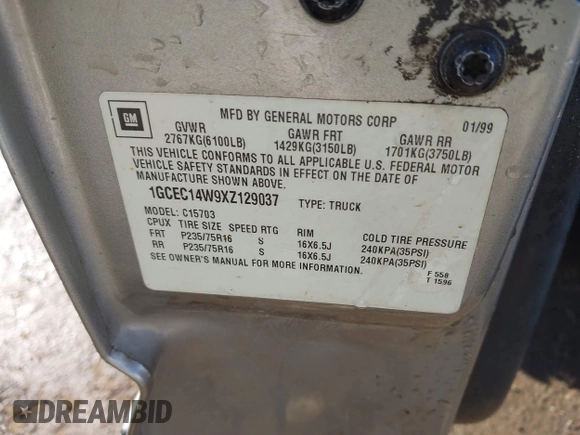 GM
MFD BY GENERAL MOTORS CORP 01/99
GVWR GAWR FRT GAWR RR
2767KG(6100LB) 1429KG(3150LB) 1701KG(3750LB)
THIS VEHICLE CONFORMS TO ALL APPLICABLE U.S. FEDERAL MOTOR
VEHICLE SAFETY STANDARDS IN EFFECT ON THE DATE OF
MANUFACTURE SHOWN ABOVE.
1GCEC14W9XZ129037 TYPE: TRUCK
MODEL: C15703
CPUX TIRE SIZE SPEED RTG RIM COLD TIRE PRESSURE
FRT P235/75R16 S 16X6.5J 240KPA(35PSI)
RR P235/75R16 S 16X6.5J 240KPA(35PSI)
SEE OWNER'S MANUAL FOR MORE INFORMATION.
F 558
T 1596
DREAMBID